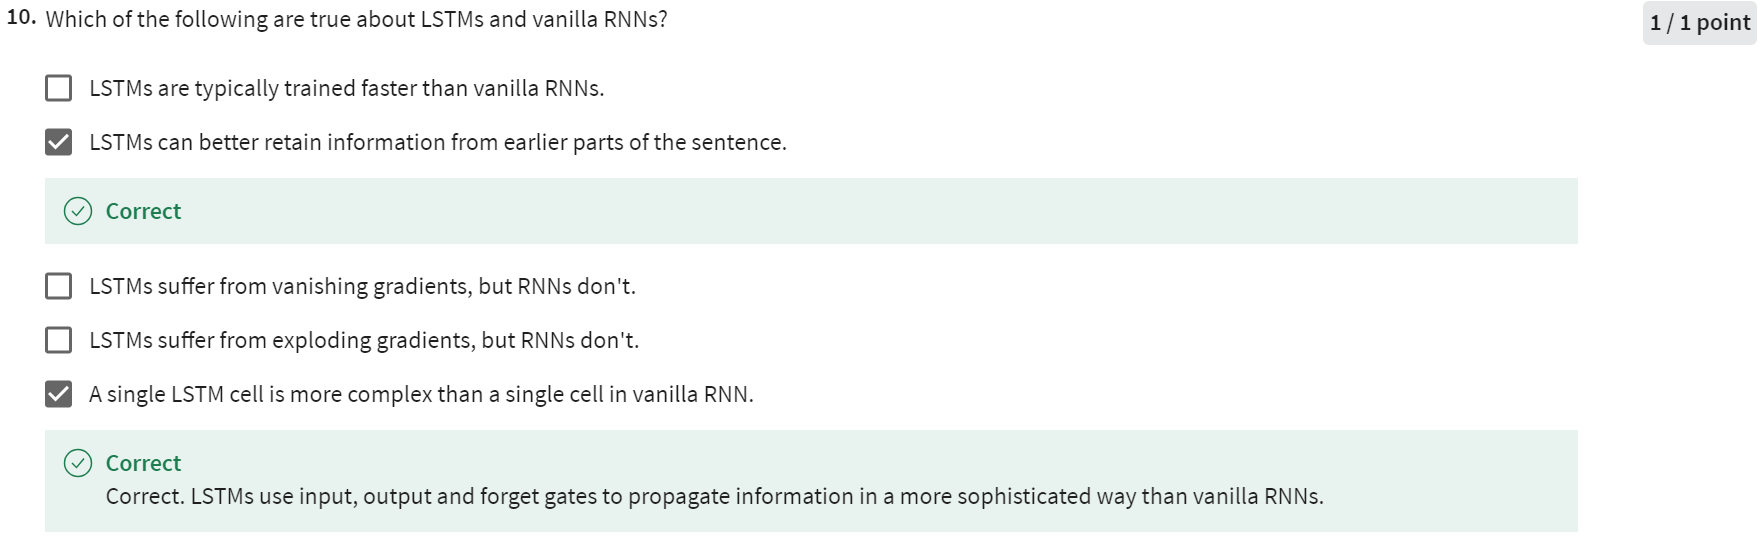 10. Which of the following are true about LSTMs and vanilla RNNs?
1 / 1 point
LSTMs are typically trained faster than vanilla RNNs.
LSTMs can better retain information from earlier parts of the sentence.
Correct
LSTMs suffer from vanishing gradients, but RNNs don't.
LSTMs suffer from exploding gradients, but RNNs don't.
A single LSTM cell is more complex than a single cell in vanilla RNN.
Correct
Correct. LSTMs use input, output and forget gates to propagate information in a more sophisticated way than vanilla RNNs.